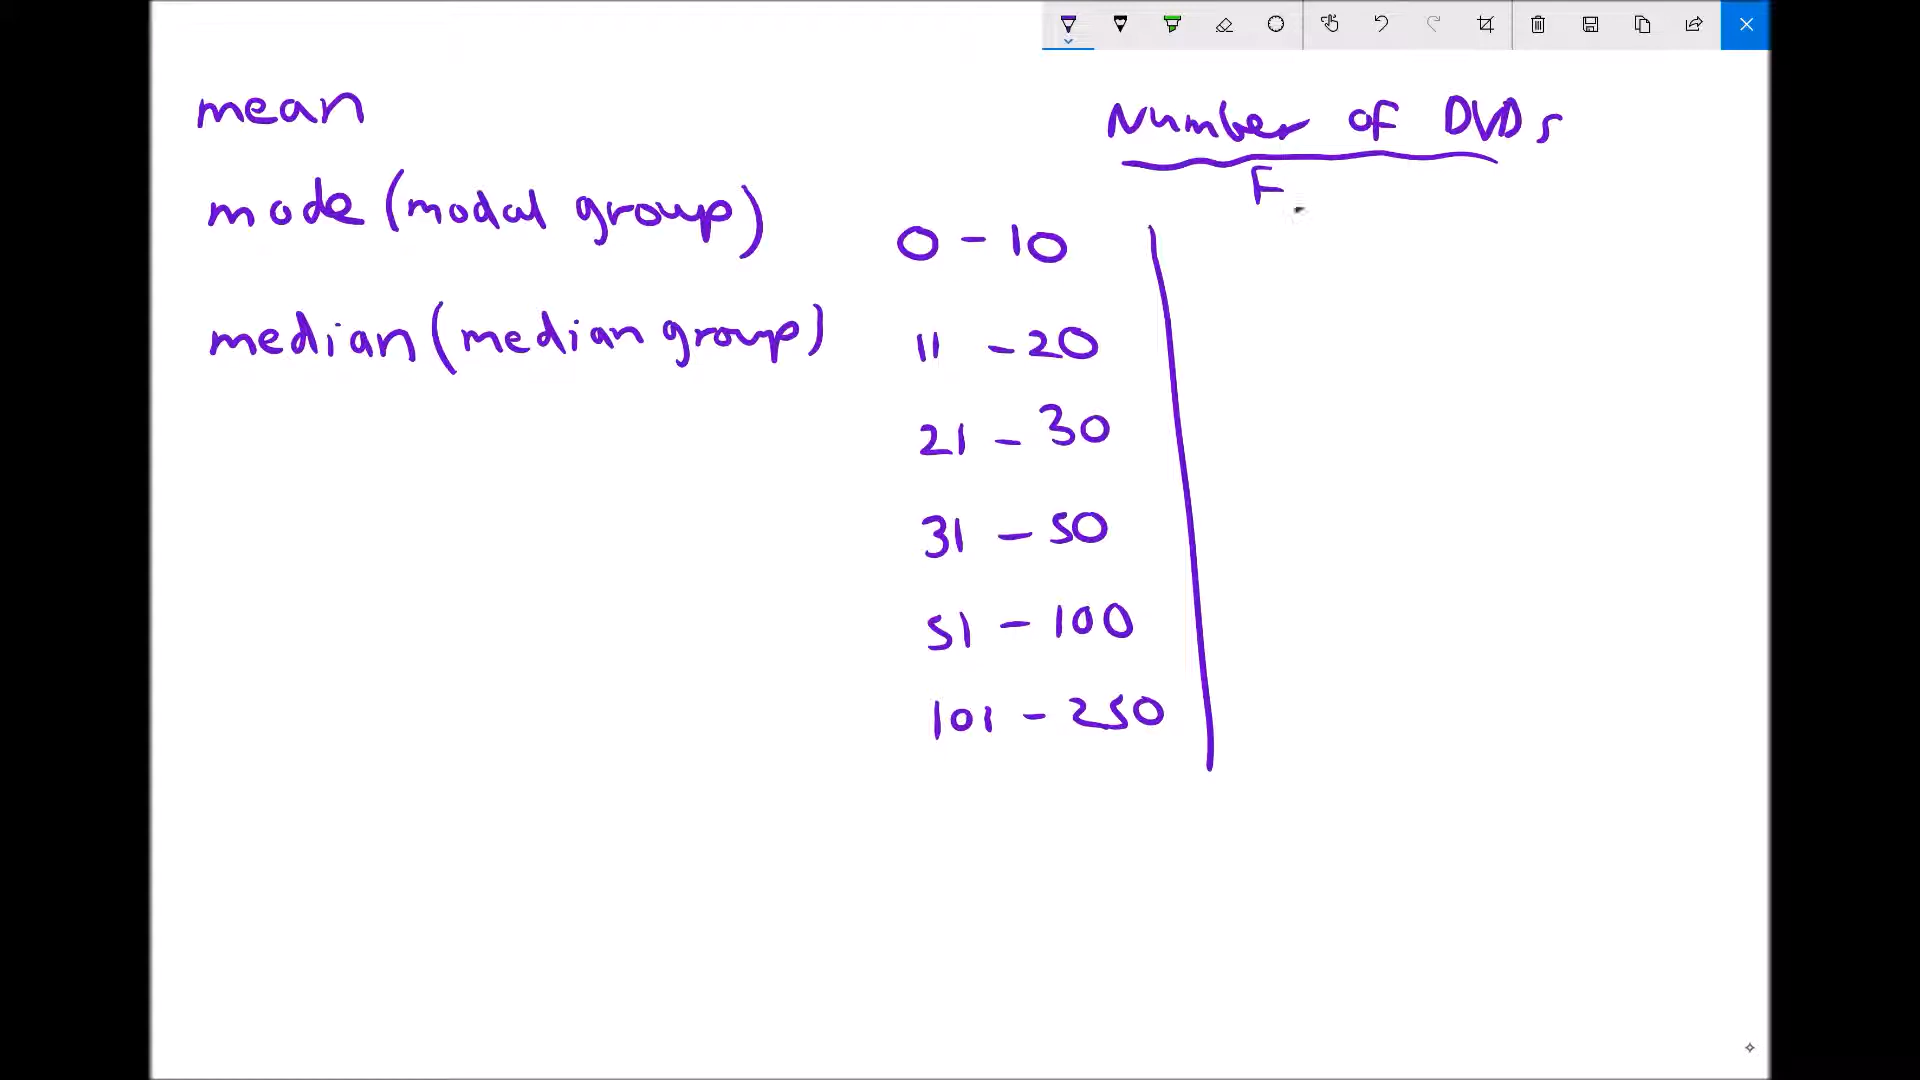 mean
mode (modal group)
median (median group)
Number of DVDs
F
0 - 10
11 - 20
21 - 30
31 - 50
51 - 100
101 - 250